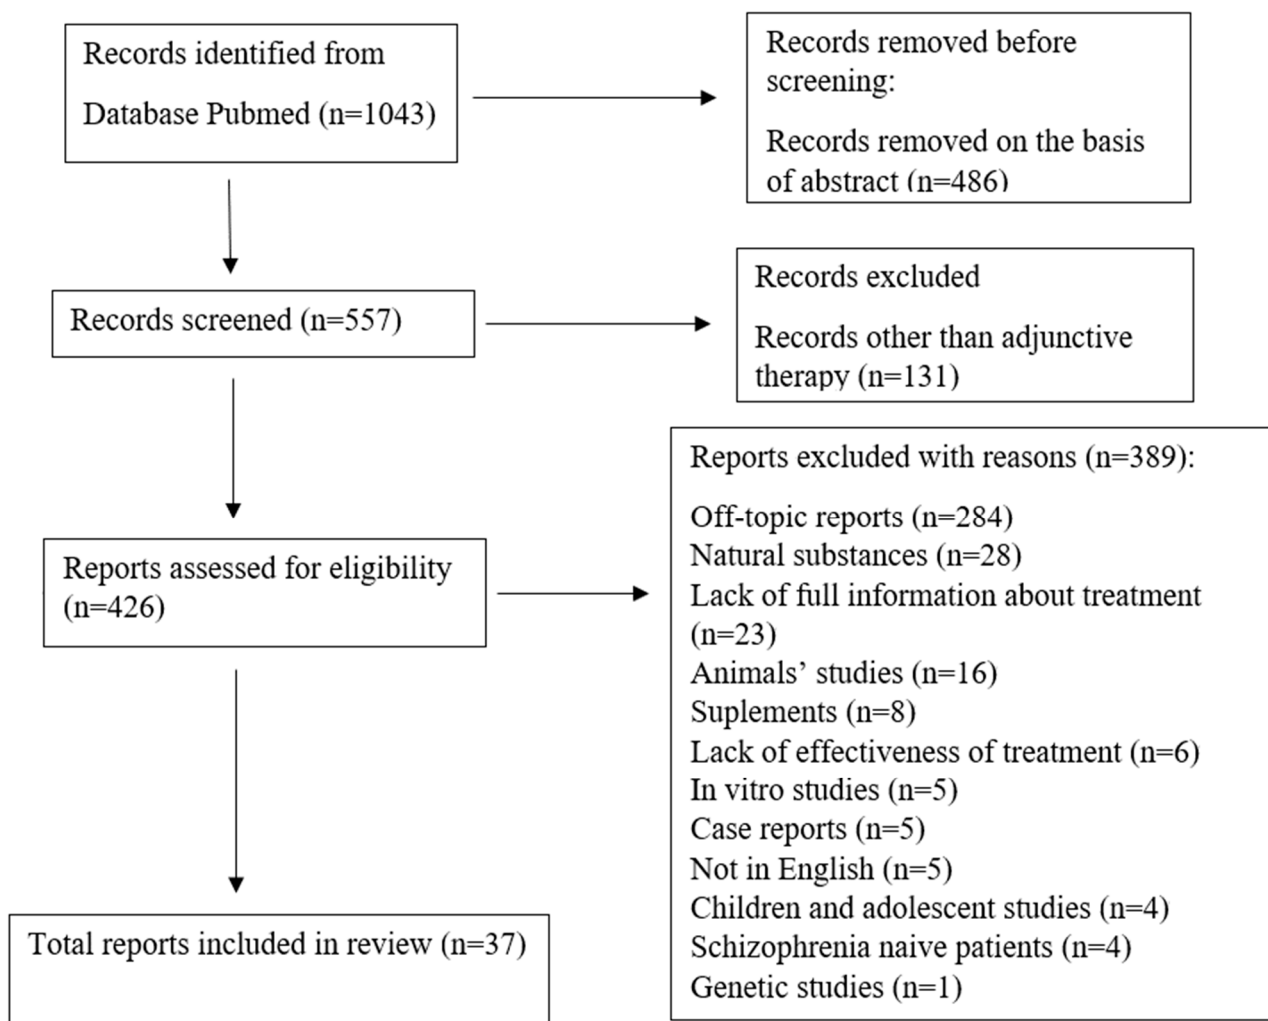 Records identified from
Database Pubmed (n=1043)
Records removed before
screening:
Records removed on the basis
of abstract (n=486)
Records screened (n=557)
Records excluded
Records other than adjunctive
therapy (n=131)
Reports assessed for eligibility
(n=426)
Reports excluded with reasons (n=389):
Off-topic reports (n=284)
Natural substances (n=28)
Lack of full information about treatment
(n=23)
Animals’ studies (n=16)
Suplements (n=8)
Lack of effectiveness of treatment (n=6)
In vitro studies (n=5)
Case reports (n=5)
Not in English (n=5)
Children and adolescent studies (n=4)
Schizophrenia naive patients (n=4)
Genetic studies (n=1)
Total reports included in review (n=37)